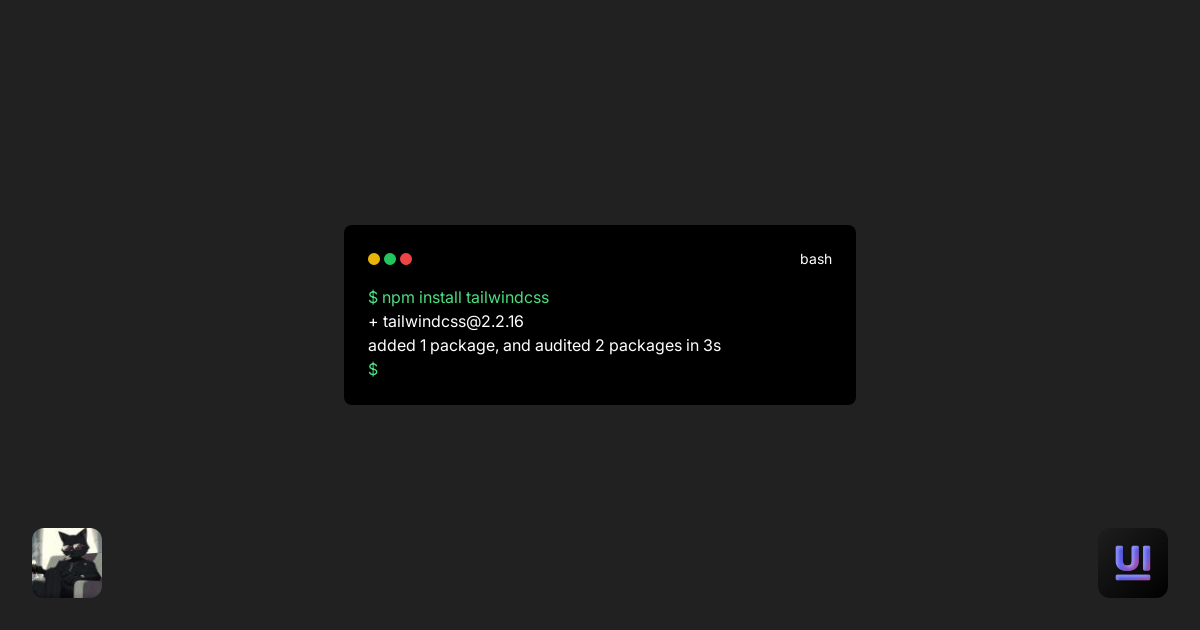 bash
$ npm install tailwindcss
+ tailwindcss@2.2.16
added 1 package, and audited 2 packages in 3s
$
UI